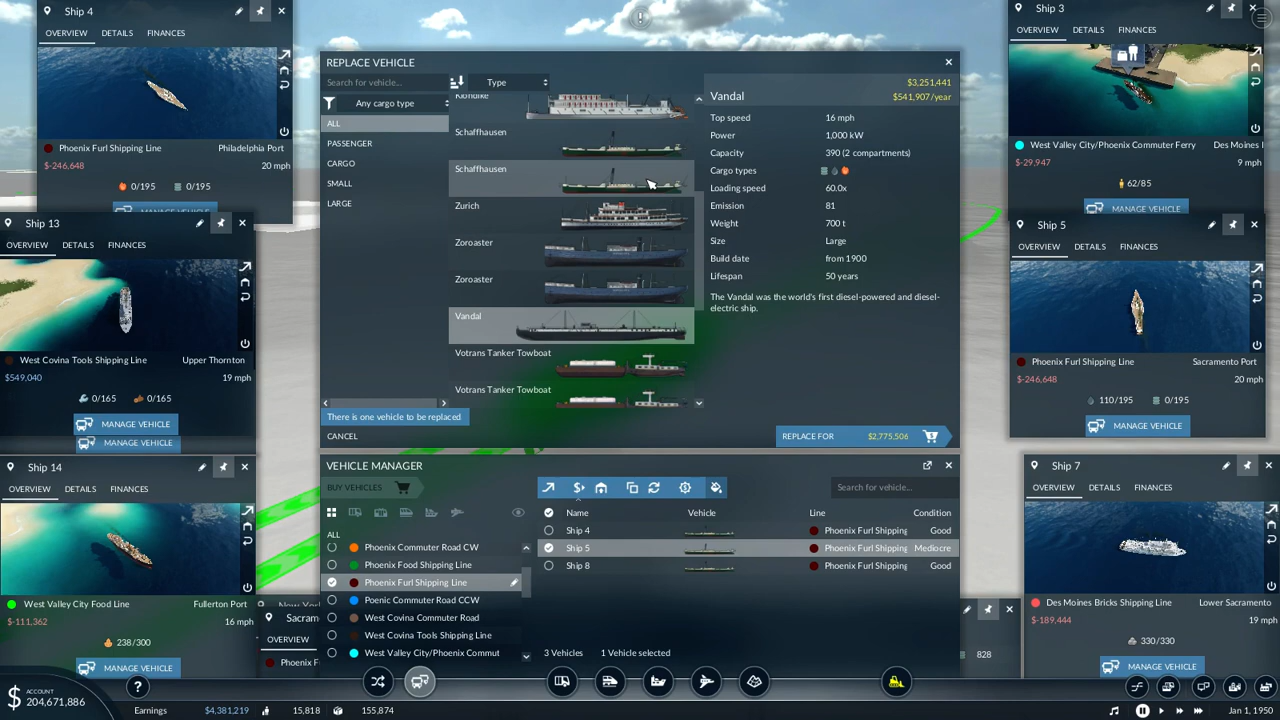 Ship 4
OVERVIEW DETAILS FINANCES
Phoenix Furl Shipping Line Philadelphia Port
$-246,648 20 mph
0/195 0/195
MANAGE VEHICLE
Ship 13
OVERVIEW DETAILS FINANCES
West Covina Tools Shipping Line Upper Thornton
$549,040 19 mph
0/165 0/165
MANAGE VEHICLE
MANAGE VEHICLE
Ship 14
OVERVIEW DETAILS FINANCES
West Valley City Food Line Fullerton Port
$-111,362 16 mph
238/300
MANAGE VEHICLE
REPLACE VEHICLE
Search for vehicle...
Type
Any cargo type
ALL
PASSENGER
CARGO
SMALL
LARGE
Klondike
Schaffhausen
Schaffhausen
Zurich
Zoroaster
Zoroaster
Vandal
Votrans Tanker Towboat
Votrans Tanker Towboat
$3,251,441
Vandal $541,907/year
Top speed 16 mph
Power 1,000 kW
Capacity 390 (2 compartments)
Cargo types
Loading speed 60.0x
Emission 81
Weight 700 t
Size Large
Build date from 1900
Lifespan 50 years
The Vandal was the world's first diesel-powered and diesel-
electric ship.
There is one vehicle to be replaced
CANCEL
REPLACE FOR $2,775,506
VEHICLE MANAGER
BUY VEHICLES
Search for vehicle...
ALL
Phoenix Commuter Road CW
Phoenix Food Shipping Line
Phoenix Furl Shipping Line
Poenic Commuter Road CCW
West Covina Commuter Road
West Covina Tools Shipping Line
West Valley City/Phoenix Commut
Name Vehicle Line Condition
Ship 4 Phoenix Furl Shipping Good
Ship 5 Phoenix Furl Shipping Mediocre
Ship 8 Phoenix Furl Shipping Good
3 Vehicles 1 Vehicle selected
Ship 3
OVERVIEW DETAILS FINANCES
West Valley City/Phoenix Commuter Ferry Des Moines
$-29,947 9 mph
62/85
MANAGE VEHICLE
Ship 5
OVERVIEW DETAILS FINANCES
Phoenix Furl Shipping Line Sacramento Port
$-246,648 20 mph
110/195 0/195
MANAGE VEHICLE
Ship 7
OVERVIEW DETAILS FINANCES
Des Moines Bricks Shipping Line Lower Sacramento
$-189,444 19 mph
330/330
MANAGE VEHICLE
Sacram
OVERVIEW
Phoenix F
828
$ ACCOUNT
204,671,886
?
Earnings $4,381,219 15,818 155,874
Jan 1, 1950